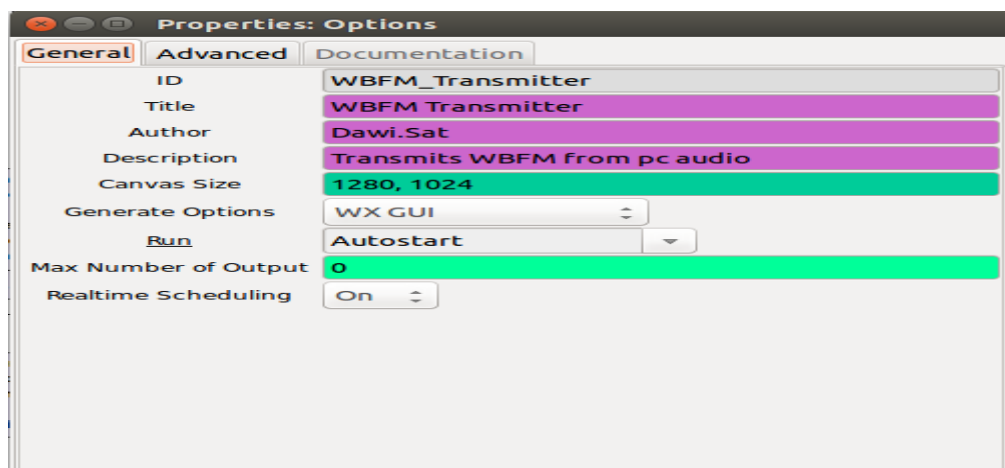 Properties: Options
General Advanced Documentation
ID WBFM_Transmitter
Title WBFM Transmitter
Author Dawi.Sat
Description Transmits WBFM from pc audio
Canvas Size 1280, 1024
Generate Options WX GUI
Run Autostart
Max Number of Output 0
Realtime Scheduling On